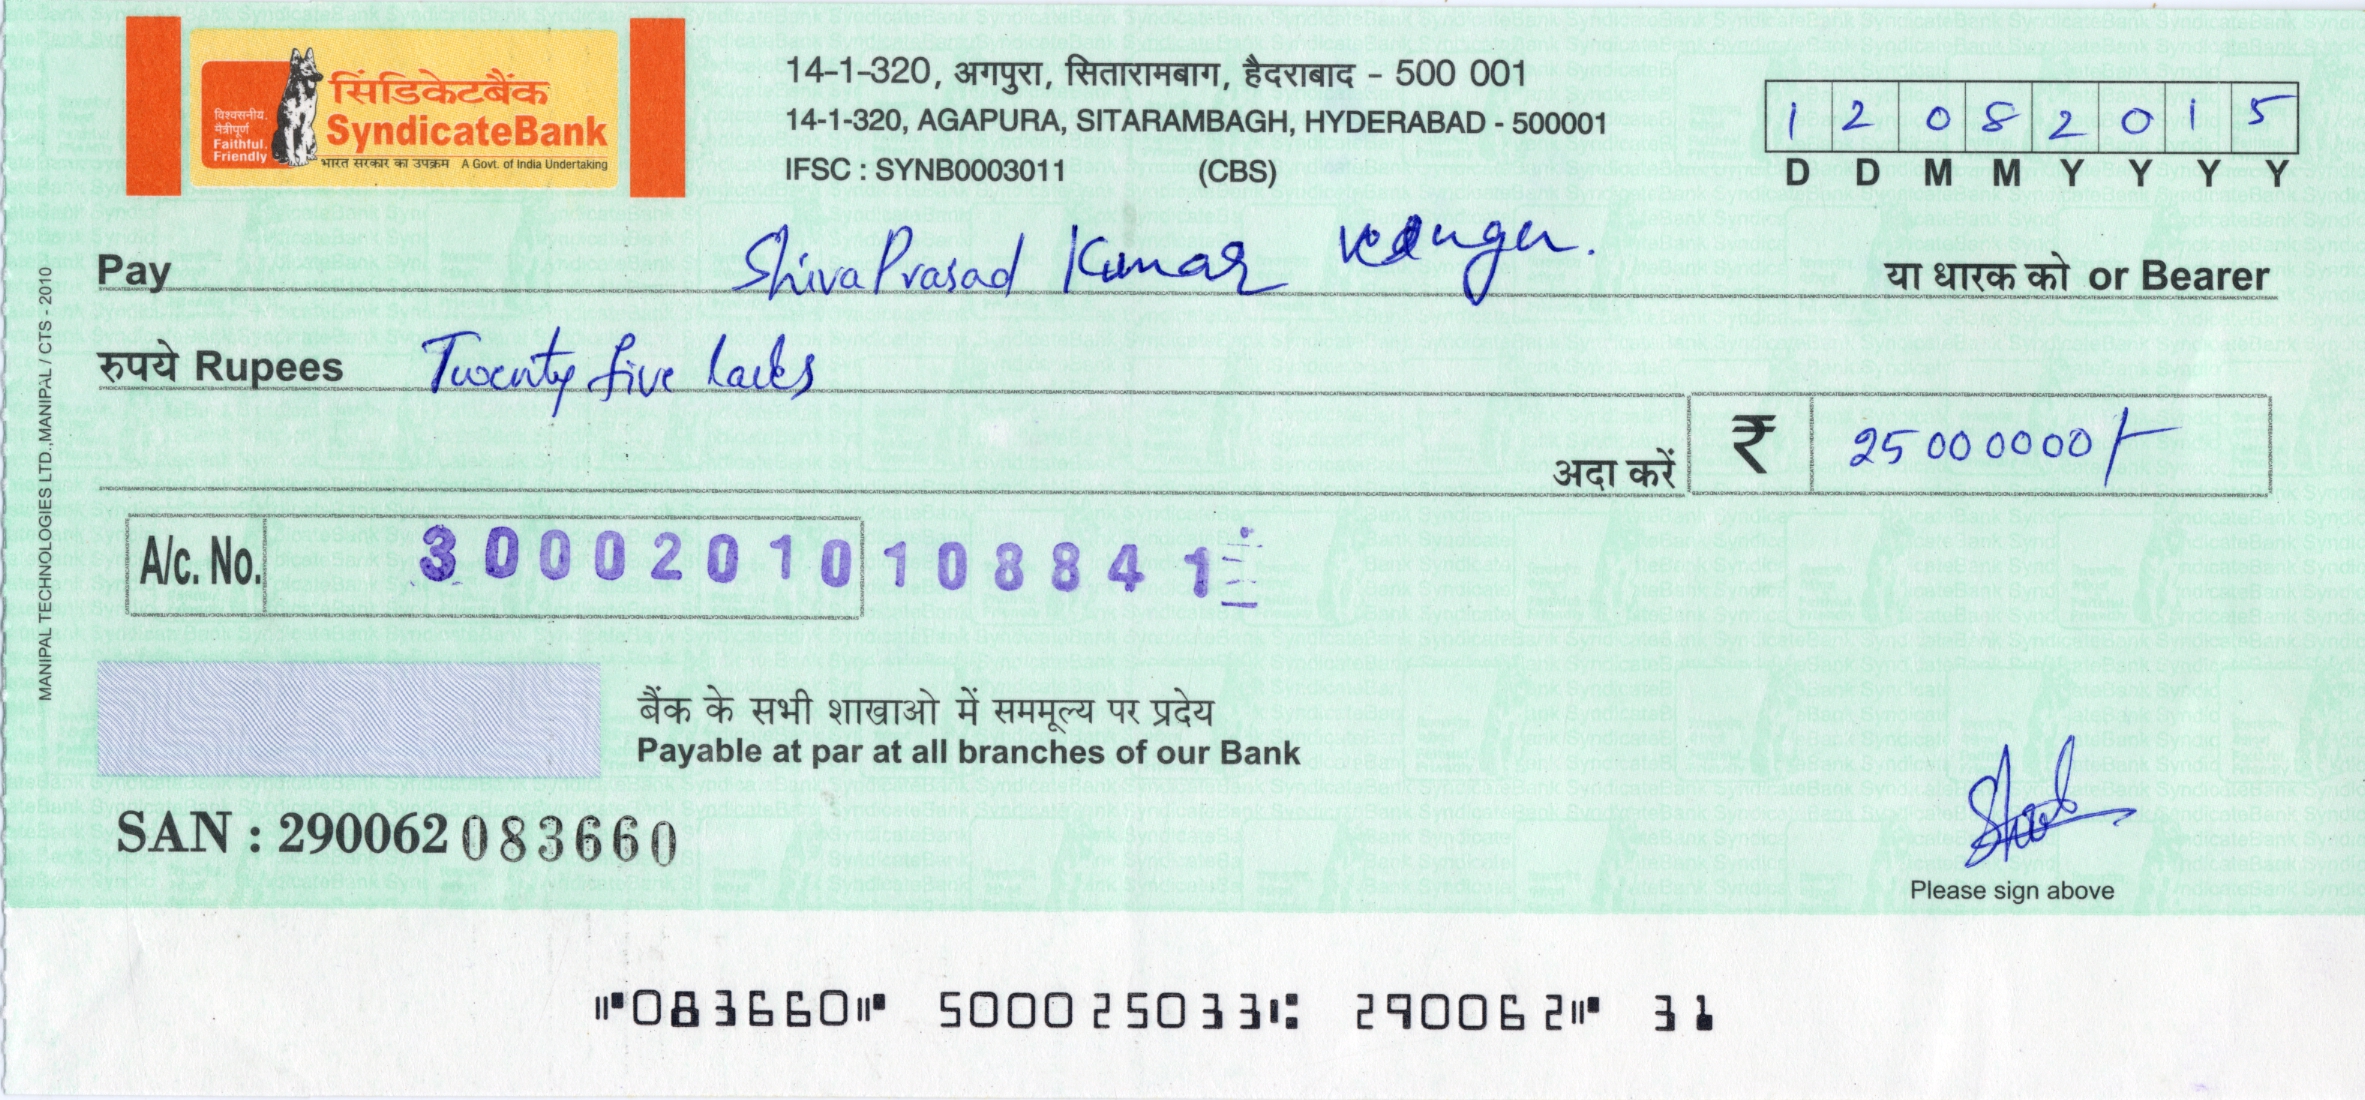 सिंडिकेटबैंक
SyndicateBank
विश्वसनीय.
मैत्रीपूर्ण
Faithful.
Friendly
भारत सरकार का उपक्रम A Govt. of India Undertaking
14-1-320, अगपुरा, सितारामबाग, हैदराबाद - 500 001
14-1-320, AGAPURA, SITARAMBAGH, HYDERABAD - 500001
IFSC : SYNB0003011 (CBS)
1 2 0 8 2 0 1 5
D D M M Y Y Y Y
Pay ShivaPrasad Kumar या धारक को or Bearer
रुपये Rupees Twenty five lacks
अदा करें ₹ 25000000/-
A/c. No. 30002010108841
बैंक के सभी शाखाओ में सममूल्य पर प्रदेय
Payable at par at all branches of our Bank
SAN : 290062083660
Please sign above
083660 500025033 290062 31
MANIPAL TECHNOLOGIES LTD.,MANIPAL / CTS - 2010